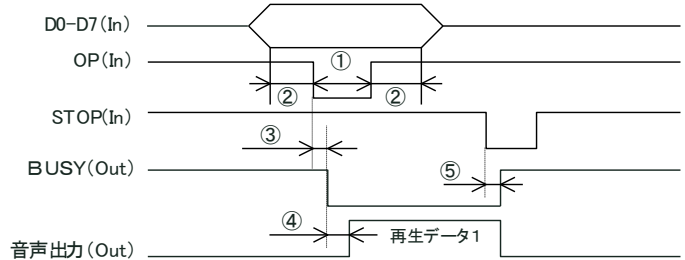 D0-D7(In)
OP(In)
①
② ②
STOP(In)
③
BUSY(Out)
⑤
④
再生データ1
音声出力(Out)